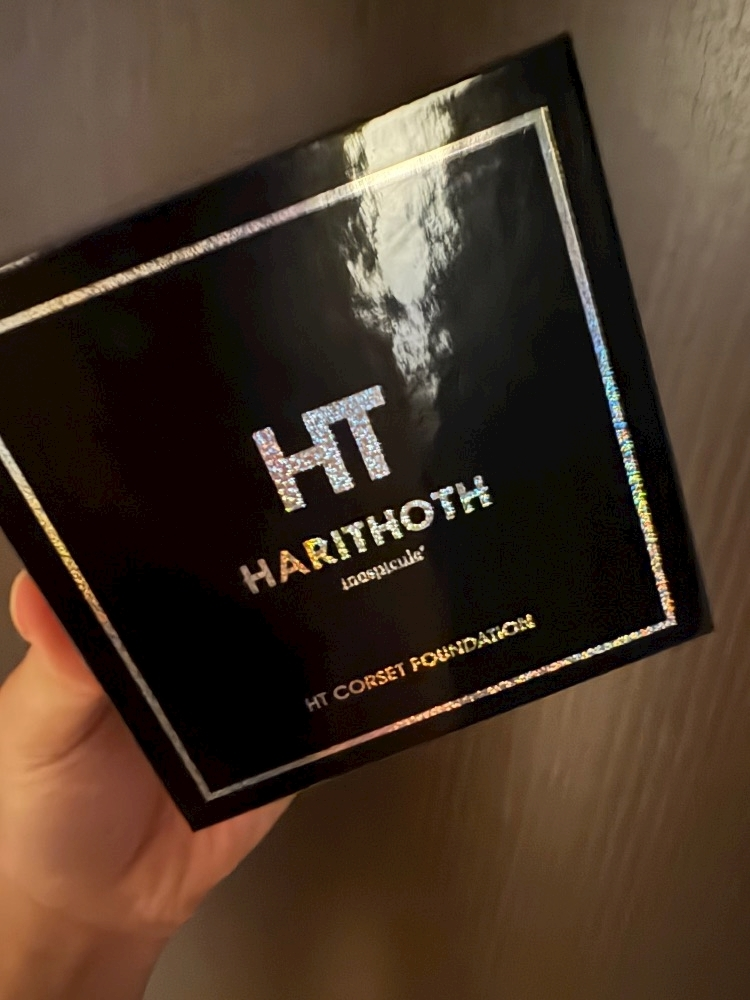 HT
HARITHOTH
inospicule®
HT CORSET FOUNDATION